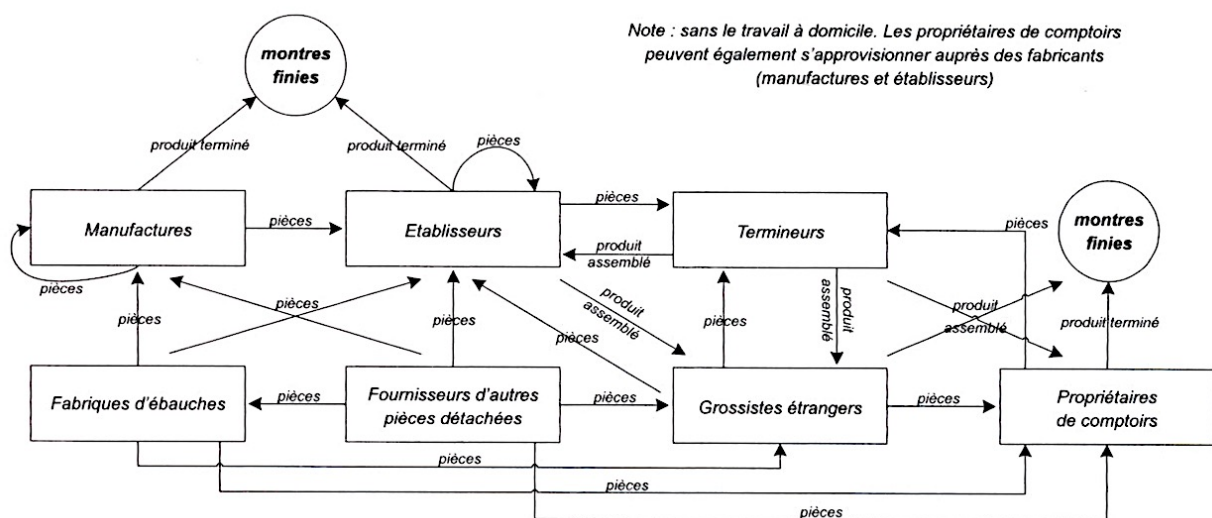 Note : sans le travail à domicile. Les propriétaires de comptoirs
peuvent également s'approvisionner auprès des fabricants
(manufactures et établisseurs)
montres
finies
produit terminé
produit terminé
pièces
Manufactures
pièces
Etablisseurs
pièces
produit
assemblé
Termineurs
pièces
montres
finies
pièces
pièces
pièces
pièces
produit
assemblé
pièces
pièces
produit
assemblé
produit
assemblé
produit terminé
Fabriques d'ébauches
pièces
Fournisseurs d'autres
pièces détachées
pièces
Grossistes étrangers
pièces
Propriétaires
de comptoirs
pièces
pièces
pièces